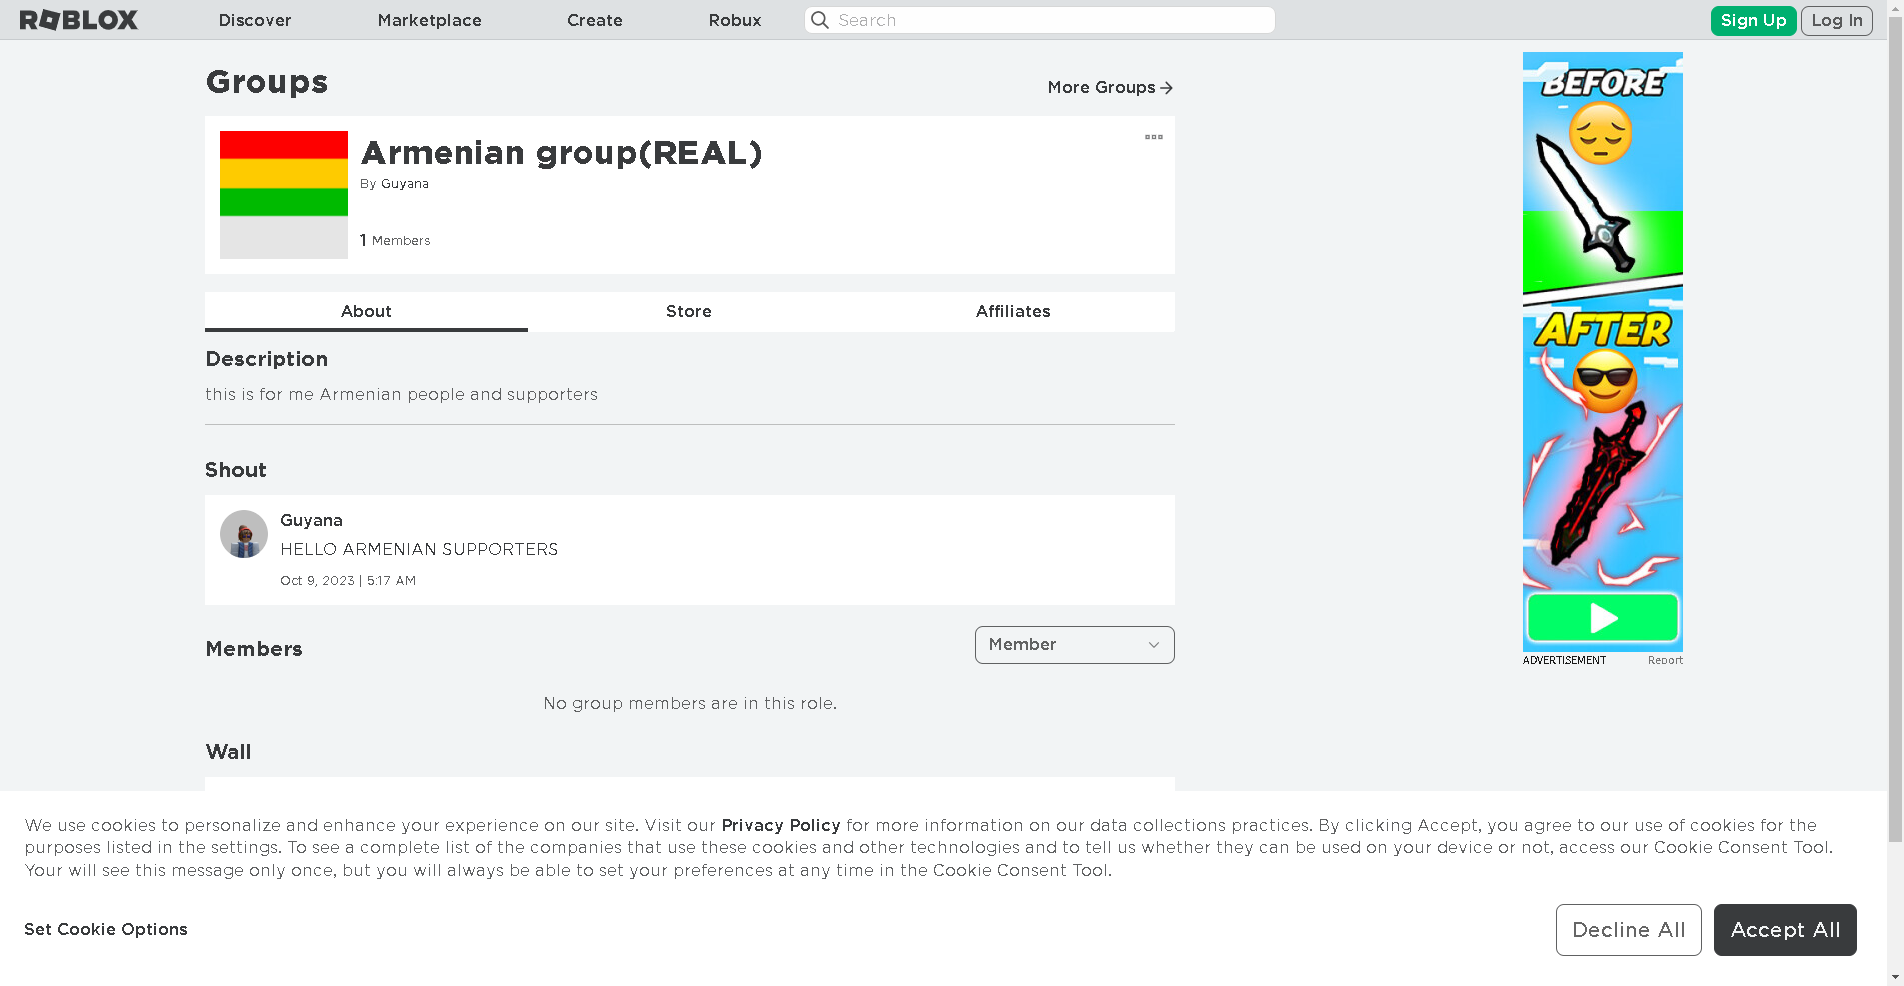 ROBLOX
Discover
Marketplace
Create
Robux
Search
Sign Up
Log In
Groups
More Groups
Armenian group(REAL)
By Guyana
1 Members
About
Store
Affiliates
Description
this is for me Armenian people and supporters
Shout
Guyana
HELLO ARMENIAN SUPPORTERS
Oct 9, 2023 | 5:17 AM
Members
Member
No group members are in this role.
Wall
BEFORE
AFTER
ADVERTISEMENT
Report
We use cookies to personalize and enhance your experience on our site. Visit our Privacy Policy for more information on our data collections practices. By clicking Accept, you agree to our use of cookies for the
purposes listed in the settings. To see a complete list of the companies that use these cookies and other technologies and to tell us whether they can be used on your device or not, access our Cookie Consent Tool.
Your will see this message only once, but you will always be able to set your preferences at any time in the Cookie Consent Tool.
Set Cookie Options
Decline All
Accept All